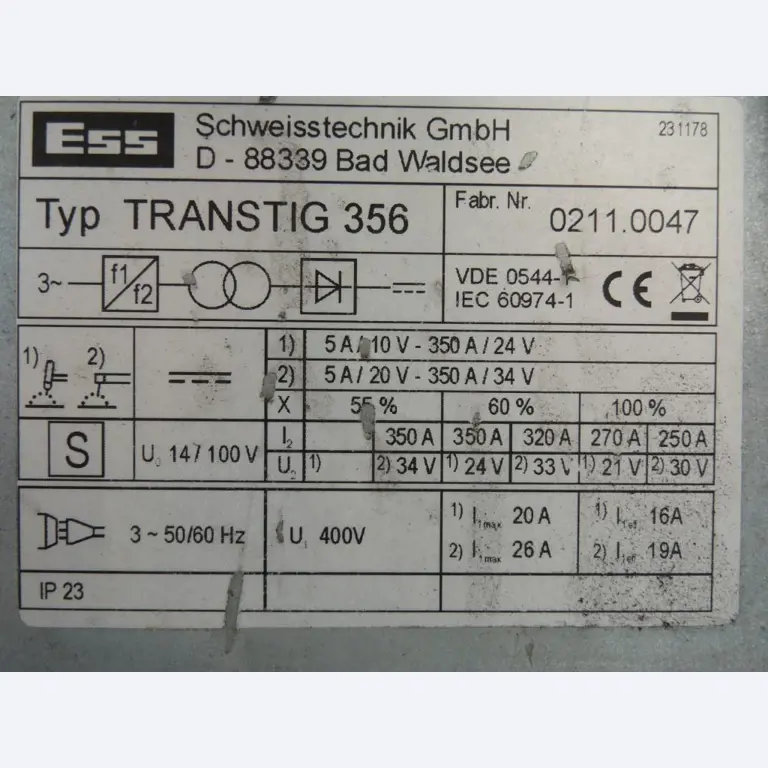 ESS
Schweisstechnik GmbH
D - 88339 Bad Waldsee
231178
Typ TRANSTIG 356
Fabr. Nr.
0211.0047
3~ f1 f2
VDE 0544-
IEC 60974-1
CE
1) 2)
1) 5 A / 10 V - 350 A / 24 V
2) 5 A / 20 V - 350 A / 34 V
X 55 % 60 % 100 %
I2 350 A 350 A 320 A 270 A 250 A
S
U0 14 / 100 V
U2 1) 2) 34 V 1) 24 V 2) 33 V 1) 21 V 2) 30 V
3 ~ 50/60 Hz
U1 400V
1) I1max 20 A
1) I1eff 16A
2) I1max 26 A
2) I1eff 19A
IP 23